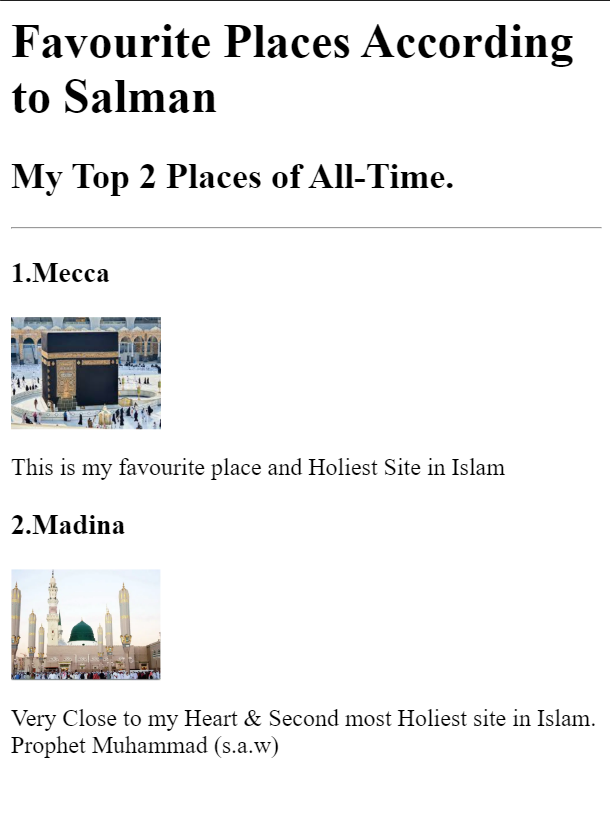 Favourite Places According
to Salman
My Top 2 Places of All-Time.
1.Mecca
This is my favourite place and Holiest Site in Islam
2.Madina
Very Close to my Heart & Second most Holiest site in Islam.
Prophet Muhammad (s.a.w)